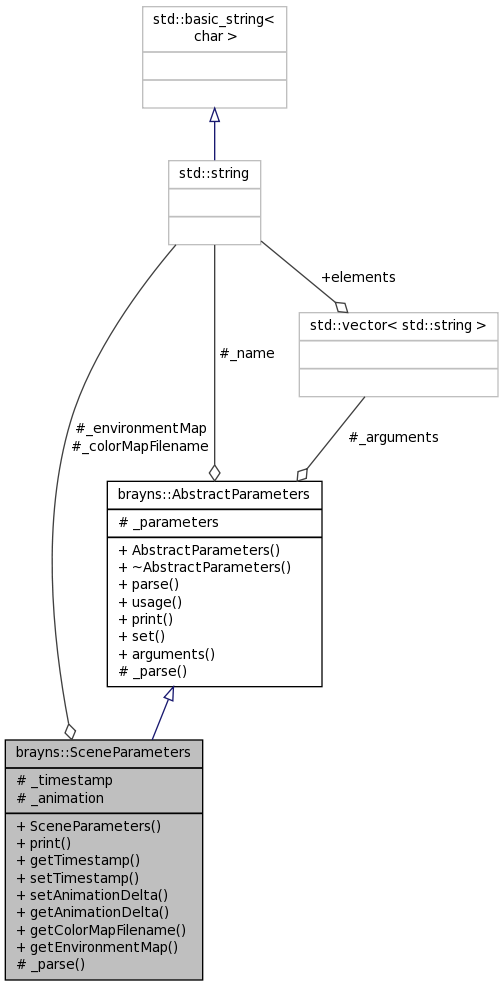 std::basic_string<
char >
std::string
+elements
std::vector< std::string >
#_name
#_environmentMap
#_colorMapFilename
#_arguments
brayns::AbstractParameters
# _parameters
+ AbstractParameters()
+ ~AbstractParameters()
+ parse()
+ usage()
+ print()
+ set()
+ arguments()
# _parse()
brayns::SceneParameters
# _timestamp
# _animation
+ SceneParameters()
+ print()
+ getTimestamp()
+ setTimestamp()
+ setAnimationDelta()
+ getAnimationDelta()
+ getColorMapFilename()
+ getEnvironmentMap()
# _parse()